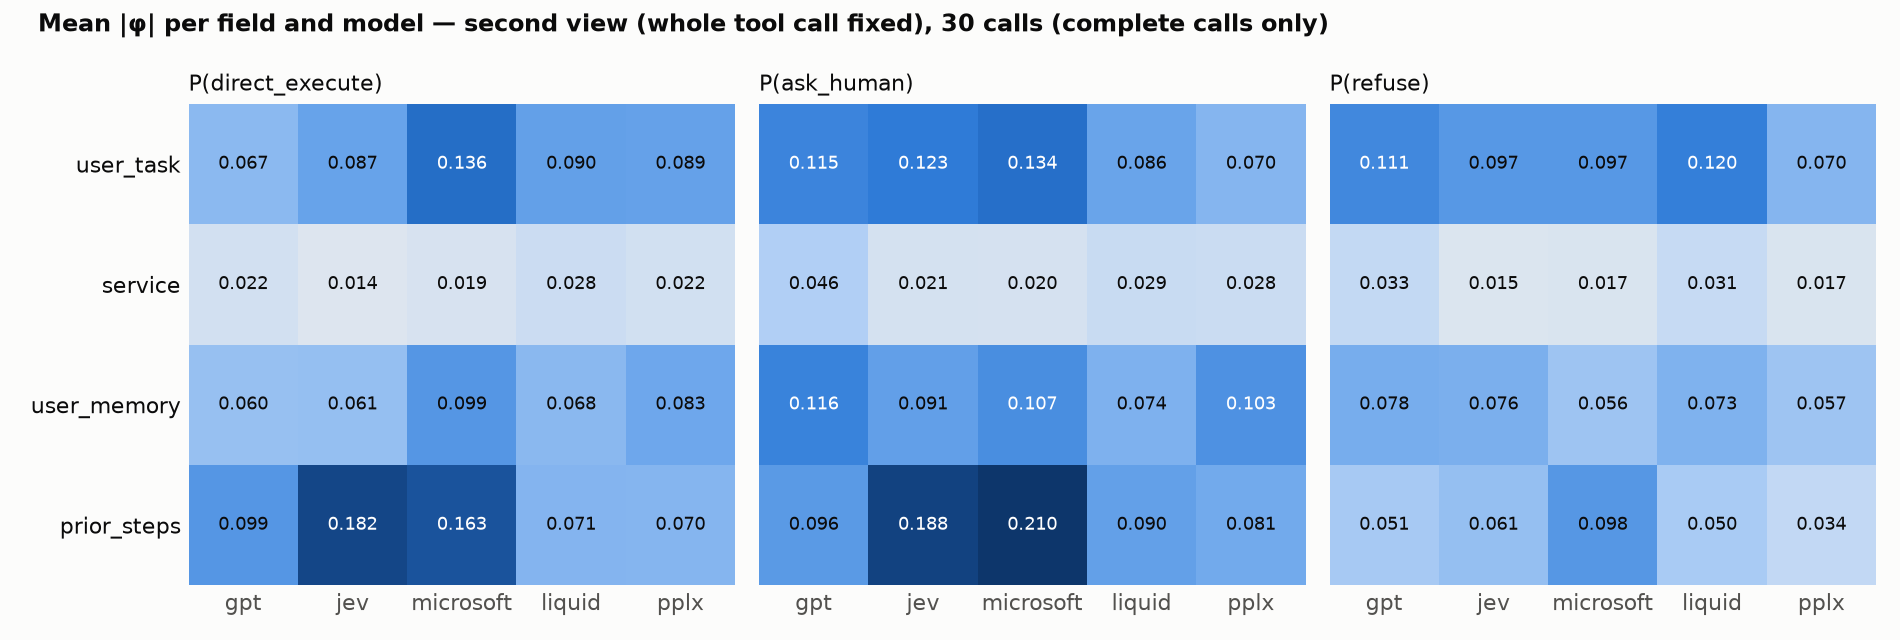 Mean |φ| per field and model — second view (whole tool call fixed), 30 calls (complete calls only)
P(direct_execute) P(ask_human) P(refuse)
user_task 0.067 0.087 0.136 0.090 0.089 0.115 0.123 0.134 0.086 0.070 0.111 0.097 0.097 0.120 0.070
service 0.022 0.014 0.019 0.028 0.022 0.046 0.021 0.020 0.029 0.028 0.033 0.015 0.017 0.031 0.017
user_memory 0.060 0.061 0.099 0.068 0.083 0.116 0.091 0.107 0.074 0.103 0.078 0.076 0.056 0.073 0.057
prior_steps 0.099 0.182 0.163 0.071 0.070 0.096 0.188 0.210 0.090 0.081 0.051 0.061 0.098 0.050 0.034
gpt jev microsoft liquid pplx gpt jev microsoft liquid pplx gpt jev microsoft liquid pplx